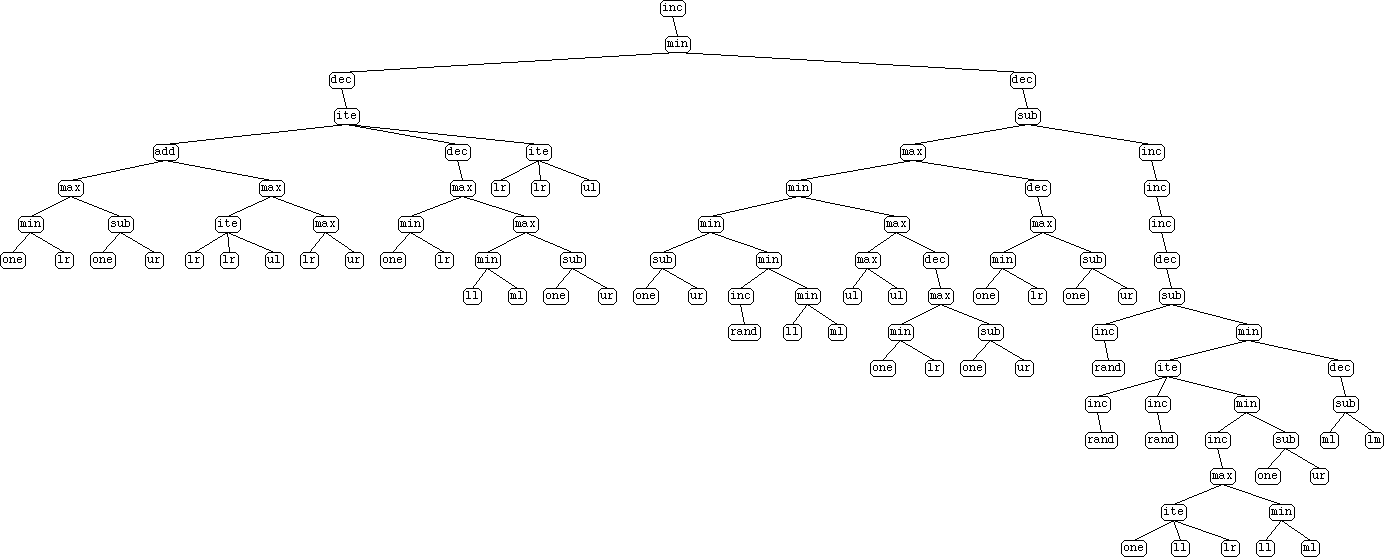 inc
min
dec dec
ite sub
add dec ite max inc
max max max lr lr ul min dec inc
min sub ite max min max min max max inc
one lr one ur lr lr ul lr ur one lr min sub sub min max dec min sub dec
ll ml one ur one ur inc min ul ul max one lr one ur sub
rand ll ml min sub inc min
one lr one ur rand ite dec
inc inc min sub
rand rand inc sub ml lm
max one ur
ite min
one ll lr ll ml